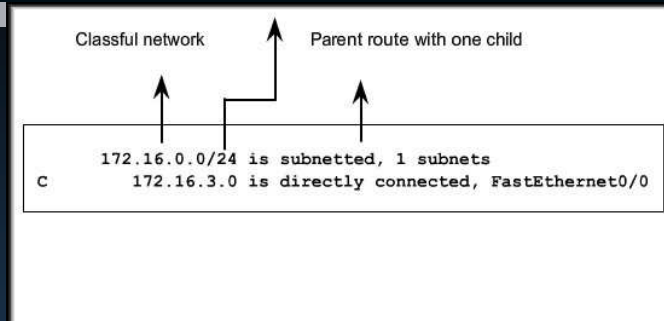 Classful network Parent route with one child
172.16.0.0/24 is subnetted, 1 subnets
C 172.16.3.0 is directly connected, FastEthernet0/0